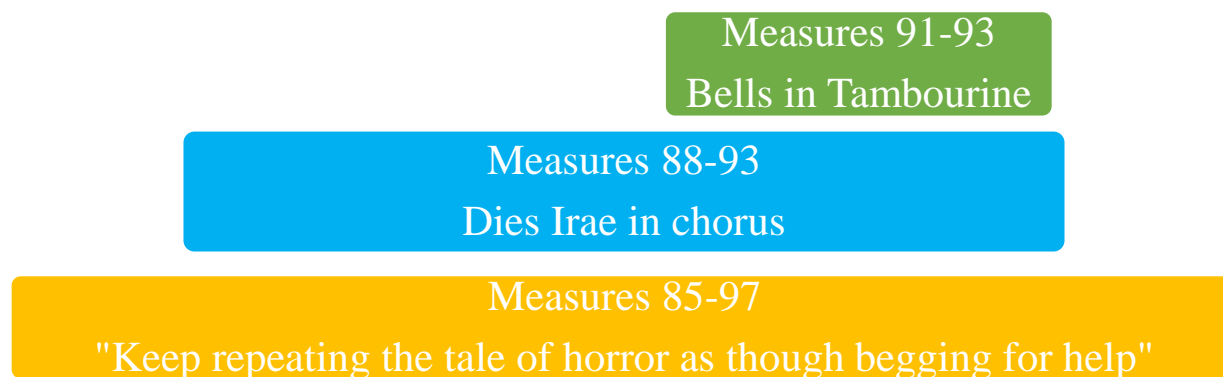 Measures 91-93
Bells in Tambourine
Measures 88-93
Dies Irae in chorus
Measures 85-97
"Keep repeating the tale of horror as though begging for help"